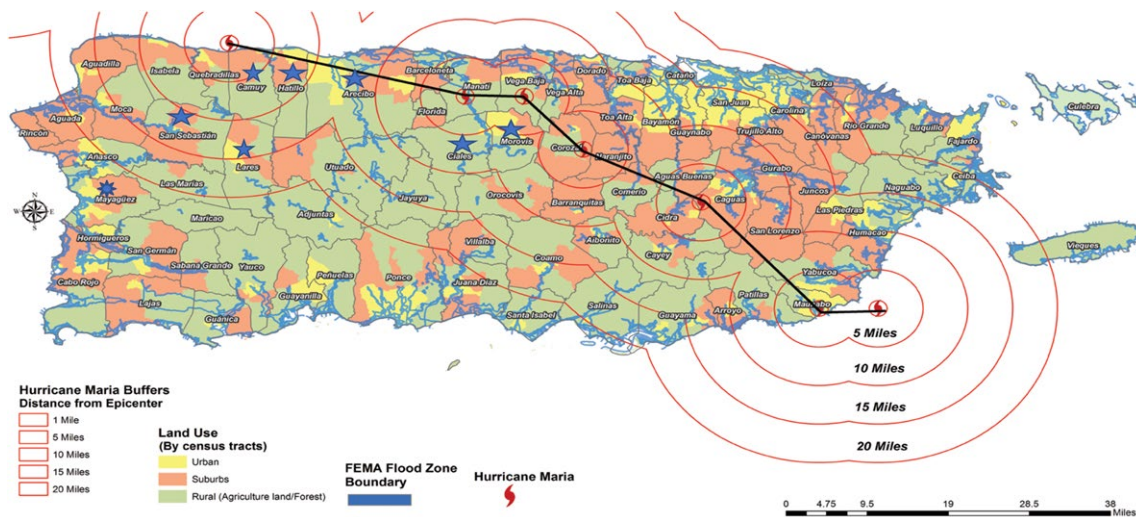 Aguadilla
Isabela
Quebradillas
Camuy
Hatillo
Arecibo
Barceloneta
Manati
Vega Baja
Vega Alta
Dorado
Toa Baja
Cataño
San Juan
Carolina
Loiza
Culebra
Moca
Aguada
Rincon
San Sebastián
Florida
Toa Alta
Bayamón
Guaynabo
Trujillo Alto
Canóvanas
Río Grande
Luquillo
Fajardo
Añasco
Lares
Utuado
Ciales
Morovis
Naranjito
Aguas Buenas
Gurabo
Ceiba
Mayagüez
Las Marías
Jayuya
Orocovis
Barranquitas
Comerío
Caguas
Juncos
Naguabo
Maricao
Adjuntas
Cidra
Las Piedras
N
W
E
S
Hormigueros
San Germán
Sabana Grande
Yauco
Peñuelas
Ponce
Villalba
Coamo
Aibonito
Cayey
San Lorenzo
Humacao
Vieques
Cabo Rojo
Lajas
Guánica
Guayanilla
Juana Díaz
Santa Isabel
Salinas
Guayama
Arroyo
Patillas
Yabucoa
Maunabo
5 Miles
10 Miles
15 Miles
20 Miles
Hurricane Maria Buffers
Distance from Epicenter
1 Mile
5 Miles
10 Miles
15 Miles
20 Miles
Land Use
(By census tracts)
Urban
Suburbs
Rural (Agriculture land/Forest)
FEMA Flood Zone
Boundary
Hurricane Maria
0 4.75 9.5 19 28.5 38
Miles